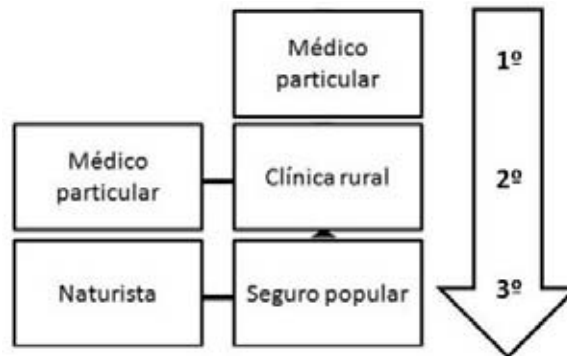 Médico
particular
1º
Médico
particular
Clínica rural
2º
Naturista
Seguro popular
3º